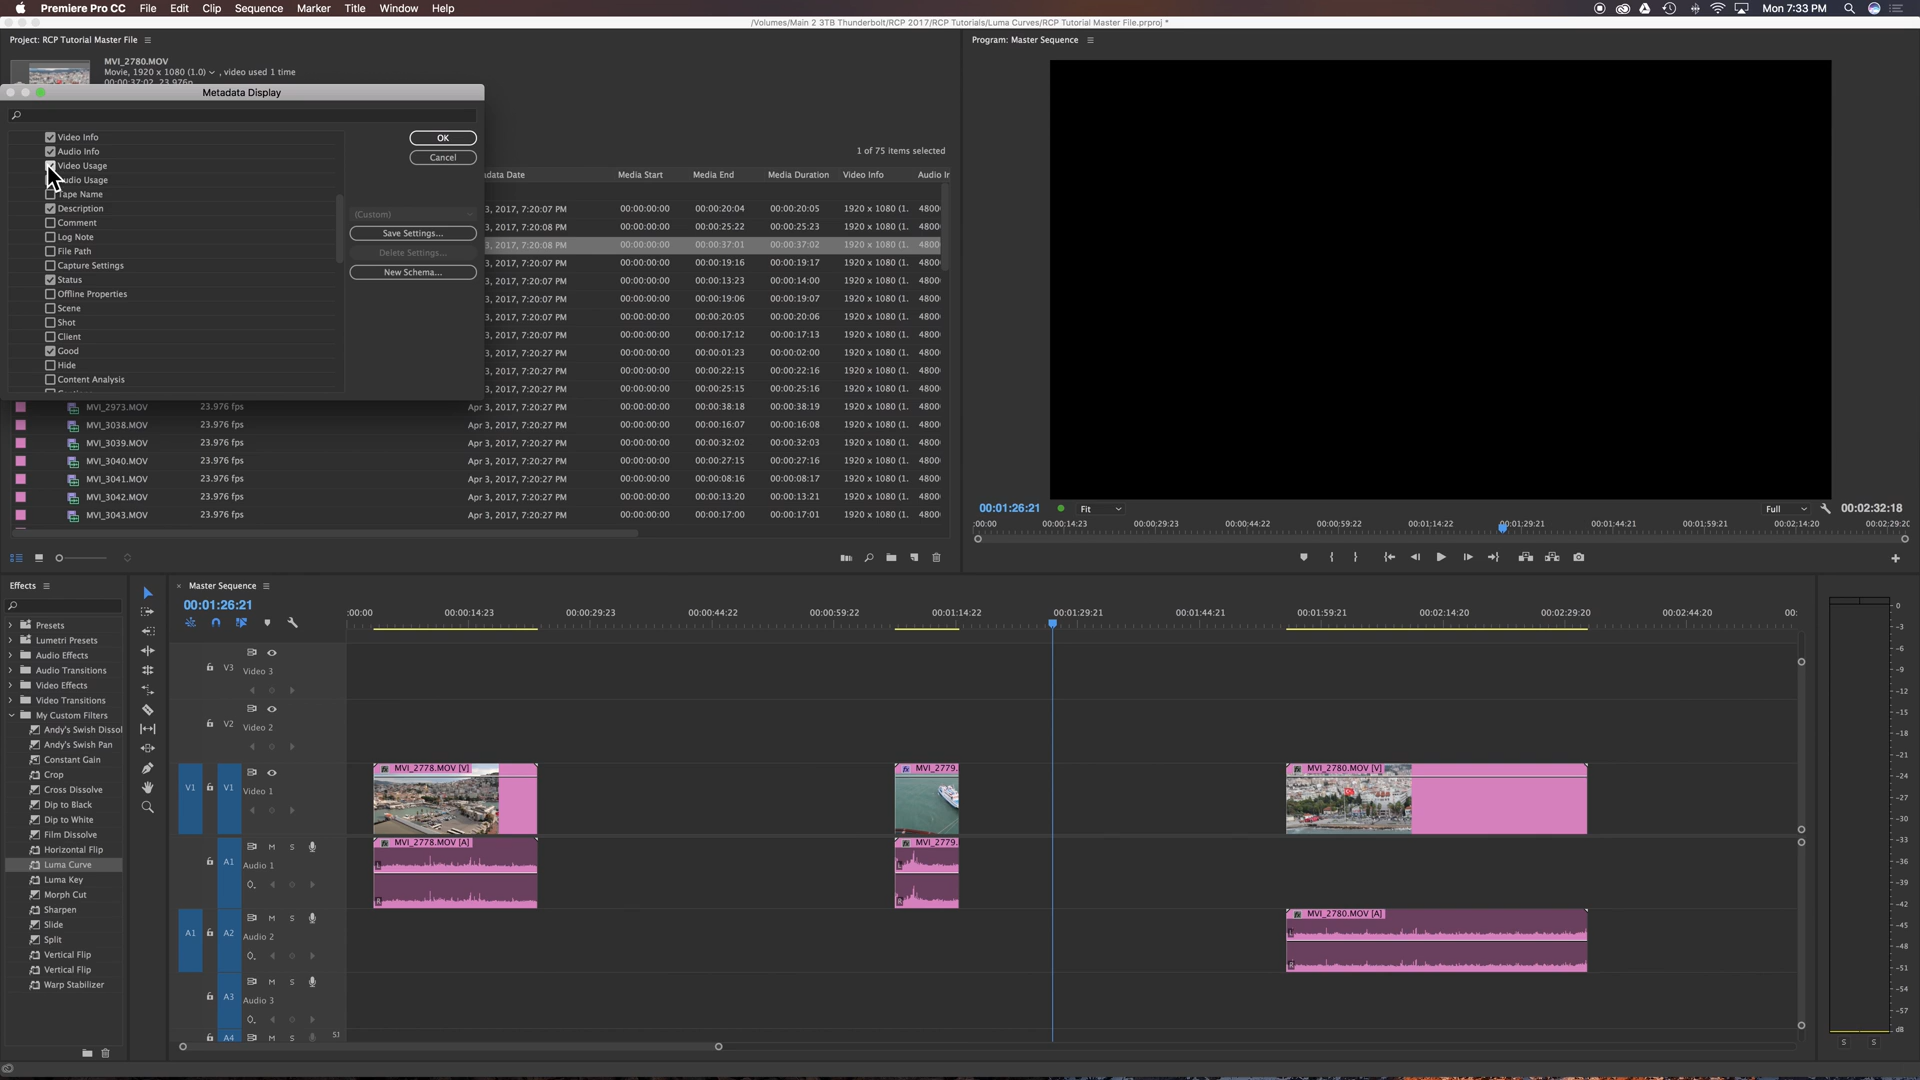 Premiere Pro CC File Edit Clip Sequence Marker Title Window Help Mon 7:33 PM
/Volumes/Main 2 3TB Thunderbolt/RCP 2017/RCP Tutorials/Luma Curves/RCP Tutorial Master File.prproj *
Project: RCP Tutorial Master File
MVI_2780.MOV
Movie, 1920 x 1080 (1.0) , video used 1 time
00:00:37:02, 23.976p
Metadata Display
Video Info
Audio Info
Video Usage
Audio Usage
Tape Name
Description
Comment
Log Note
File Path
Capture Settings
Status
Offline Properties
Scene
Shot
Client
Good
Hide
Content Analysis
OK
Cancel
(Custom)
Save Settings...
Delete Settings...
New Schema...
1 of 75 items selected
Date Media Start Media End Media Duration Video Info Audio Ir
3, 2017, 7:20:07 PM 00:00:00:00 00:00:20:04 00:00:20:05 1920 x 1080 (1. 4800
3, 2017, 7:20:08 PM 00:00:00:00 00:00:25:22 00:00:25:23 1920 x 1080 (1. 4800
3, 2017, 7:20:08 PM 00:00:00:00 00:00:37:01 00:00:37:02 1920 x 1080 (1. 4800
3, 2017, 7:20:07 PM 00:00:00:00 00:00:19:16 00:00:19:17 1920 x 1080 (1. 4800
3, 2017, 7:20:07 PM 00:00:00:00 00:00:13:23 00:00:14:00 1920 x 1080 (1. 4800
3, 2017, 7:20:07 PM 00:00:00:00 00:00:19:06 00:00:19:07 1920 x 1080 (1. 4800
3, 2017, 7:20:07 PM 00:00:00:00 00:00:20:05 00:00:20:06 1920 x 1080 (1. 4800
3, 2017, 7:20:27 PM 00:00:00:00 00:00:17:12 00:00:17:13 1920 x 1080 (1. 4800
3, 2017, 7:20:27 PM 00:00:00:00 00:00:01:23 00:00:02:00 1920 x 1080 (1. 4800
3, 2017, 7:20:27 PM 00:00:00:00 00:00:22:15 00:00:22:16 1920 x 1080 (1. 4800
3, 2017, 7:20:27 PM 00:00:00:00 00:00:25:15 00:00:25:16 1920 x 1080 (1. 4800
MVI_2973.MOV 23.976 fps Apr 3, 2017, 7:20:27 PM 00:00:00:00 00:00:38:18 00:00:38:19 1920 x 1080 (1. 4800
MVI_3038.MOV 23.976 fps Apr 3, 2017, 7:20:27 PM 00:00:00:00 00:00:16:07 00:00:16:08 1920 x 1080 (1. 4800
MVI_3039.MOV 23.976 fps Apr 3, 2017, 7:20:27 PM 00:00:00:00 00:00:32:02 00:00:32:03 1920 x 1080 (1. 4800
MVI_3040.MOV 23.976 fps Apr 3, 2017, 7:20:27 PM 00:00:00:00 00:00:27:15 00:00:27:16 1920 x 1080 (1. 4800
MVI_3041.MOV 23.976 fps Apr 3, 2017, 7:20:27 PM 00:00:00:00 00:00:08:16 00:00:08:17 1920 x 1080 (1. 4800
MVI_3042.MOV 23.976 fps Apr 3, 2017, 7:20:27 PM 00:00:00:00 00:00:13:20 00:00:13:21 1920 x 1080 (1. 4800
MVI_3043.MOV 23.976 fps Apr 3, 2017, 7:20:27 PM 00:00:00:00 00:00:17:00 00:00:17:01 1920 x 1080 (1. 4800
Program: Master Sequence
00:01:26:21 Fit Full 00:02:32:18
:00:00 00:00:14:23 00:00:29:23 00:00:44:22 00:00:59:22 00:01:14:22 00:01:29:21 00:01:44:21 00:01:59:21 00:02:14:20 00:02:29:20
Effects
Presets
Lumetri Presets
Audio Effects
Audio Transitions
Video Effects
Video Transitions
My Custom Filters
Andy's Swish Dissol
Andy's Swish Pan
Constant Gain
Crop
Cross Dissolve
Dip to Black
Dip to White
Film Dissolve
Horizontal Flip
Luma Curve
Luma Key
Morph Cut
Sharpen
Slide
Split
Vertical Flip
Vertical Flip
Warp Stabilizer
Master Sequence
00:01:26:21
:00:00 00:00:14:23 00:00:29:23 00:00:44:22 00:00:59:22 00:01:14:22 00:01:29:21 00:01:44:21 00:01:59:21 00:02:14:20 00:02:29:20 00:02:44:20 00:
V3 Video 3
V2 Video 2
V1 V1 Video 1
MVI_2778.MOV [V] MVI_2779. MVI_2780.MOV [V]
A1 M S Audio 1
MVI_2778.MOV [A] MVI_2779.
L R L R
A1 A2 M S Audio 2
MVI_2780.MOV [A]
L R
A3 M S Audio 3
A4 M S S1
0
-3
-6
-9
-12
-15
-18
-21
-24
-27
-30
-33
-36
-39
-42
-45
-48
-51
-54
-57
dB
S S